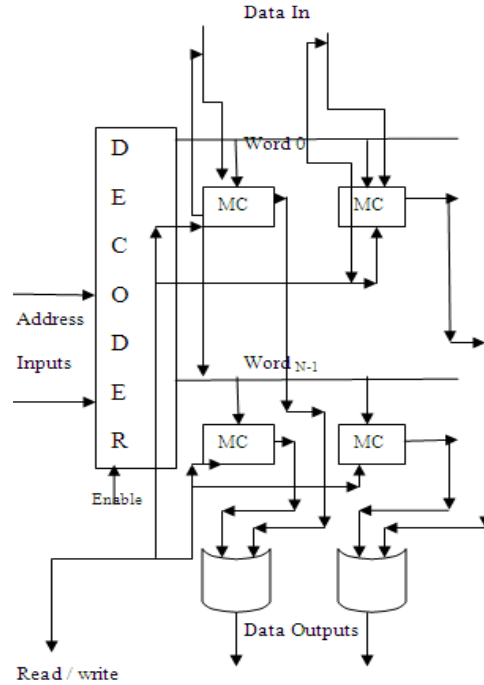 Data In
D
E
C
O
D
E
R
Word 0
MC
MC
Address
Inputs
Word N-1
MC
MC
Enable
Data Outputs
Read / write